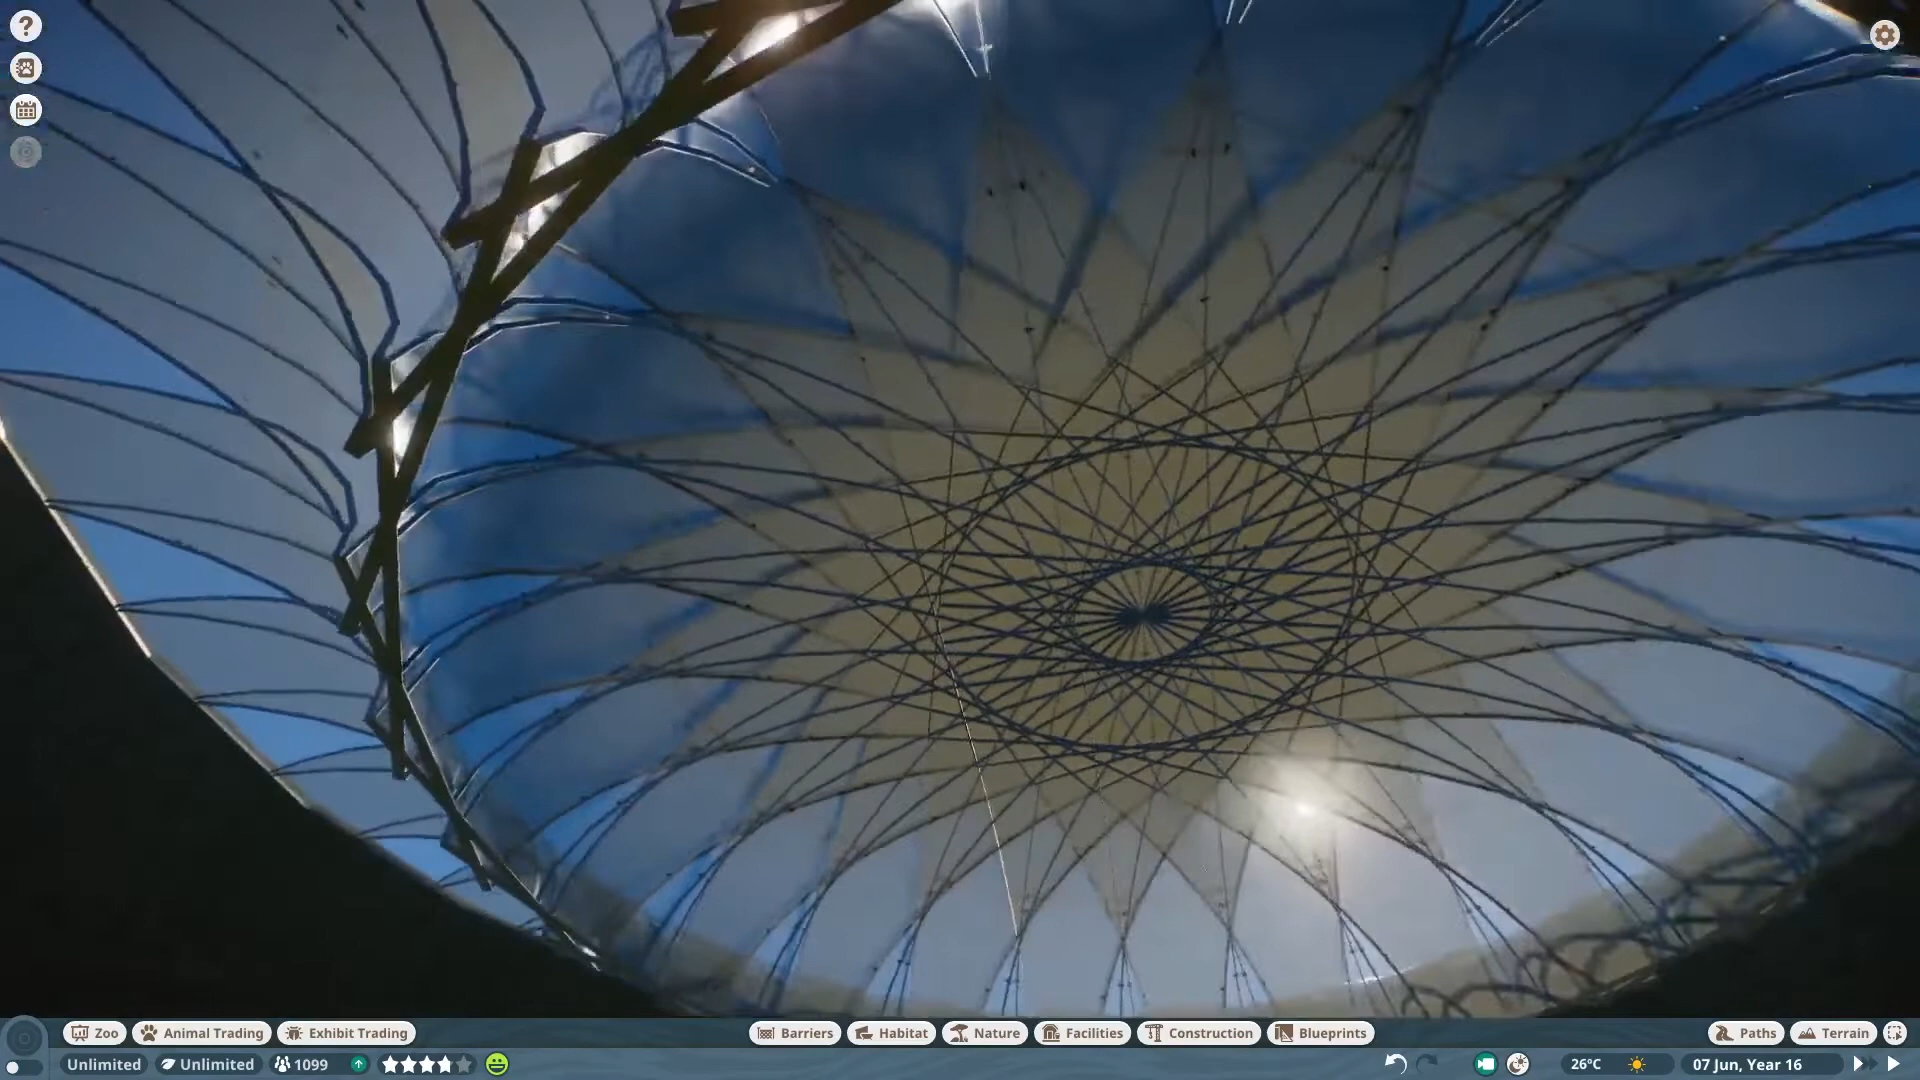 ?
Zoo Animal Trading Exhibit Trading Barriers Habitat Nature Facilities Construction Blueprints Paths Terrain
Unlimited Unlimited 1099 26°C 07 Jun, Year 16